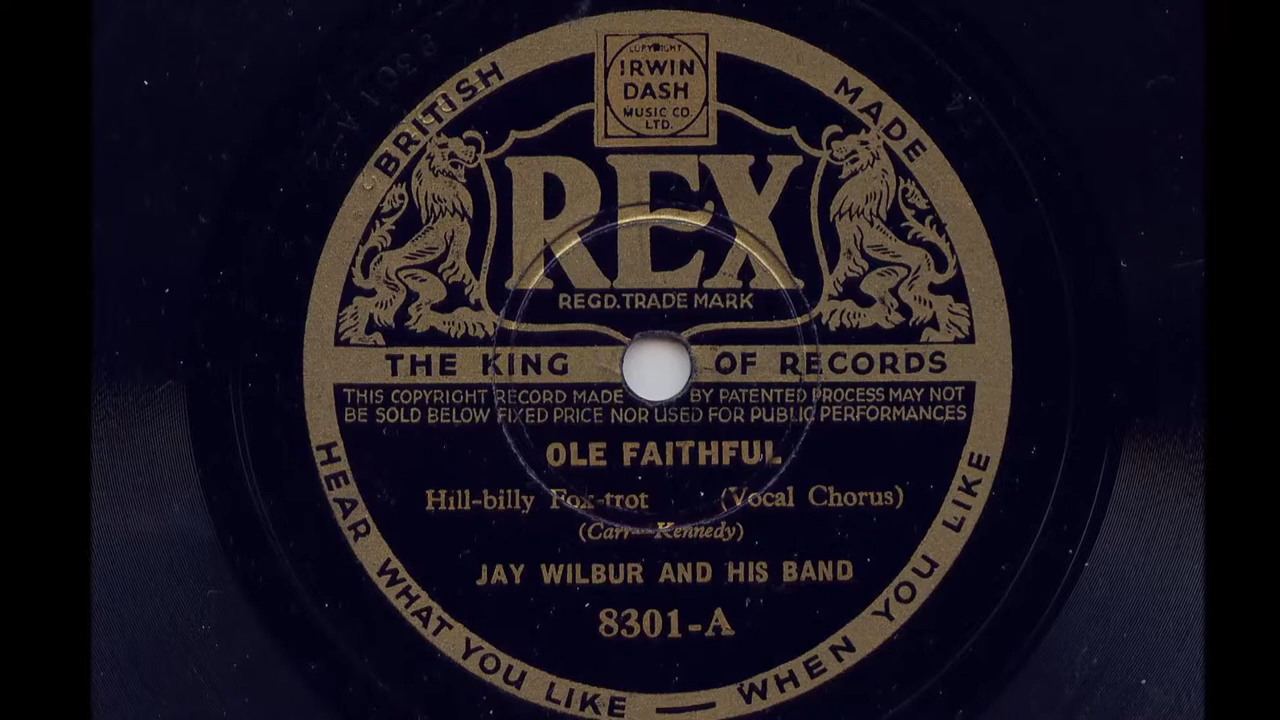 COPYRIGHT
IRWIN
DASH
MUSIC CO.
LTD.
BRITISH MADE
REX
REGD. TRADE MARK
THE KING OF RECORDS
THIS COPYRIGHT RECORD MADE BY PATENTED PROCESS MAY NOT
BE SOLD BELOW FIXED PRICE NOR USED FOR PUBLIC PERFORMANCES
OLE FAITHFUL
Hill-billy Fox-trot (Vocal Chorus)
(Carr—Kennedy)
JAY WILBUR AND HIS BAND
8301-A
HEAR WHAT YOU LIKE — WHEN YOU LIKE